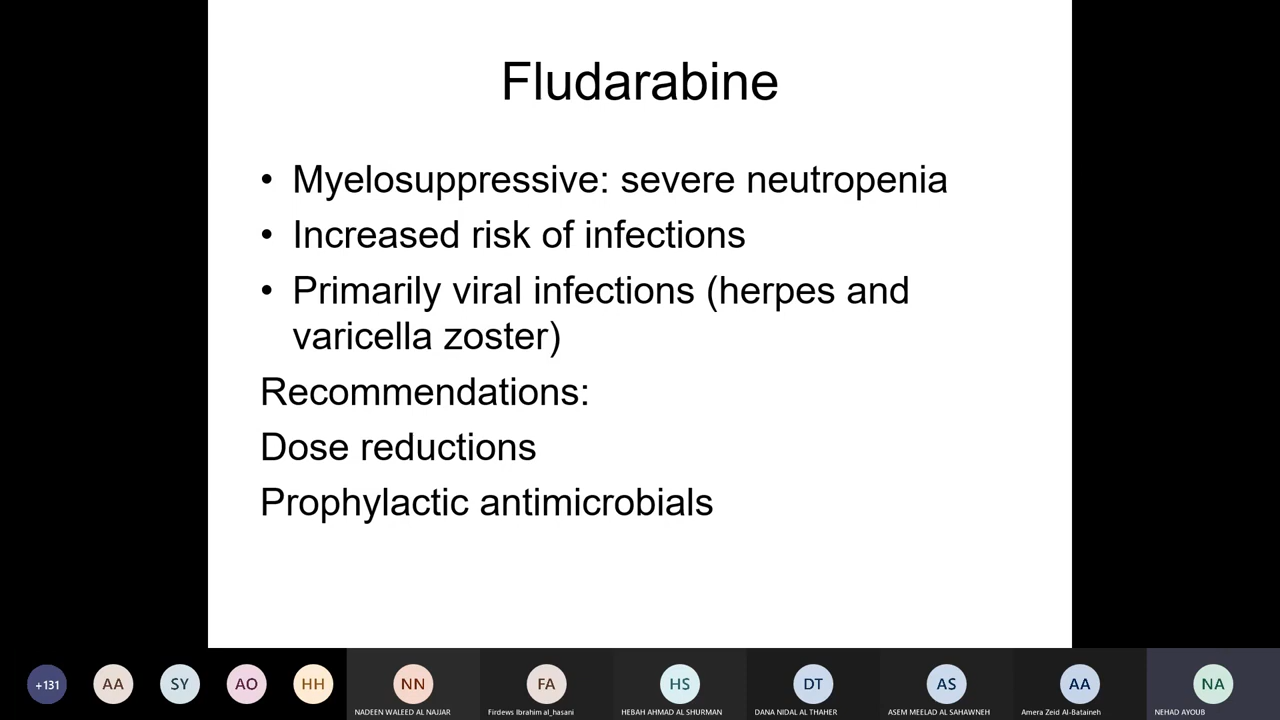 Fludarabine
• Myelosuppressive: severe neutropenia
• Increased risk of infections
• Primarily viral infections (herpes and
varicella zoster)
Recommendations:
Dose reductions
Prophylactic antimicrobials
+131
AA
SY
AO
HH
NN
FA
HS
DT
AS
AA
NA
NADEEN WALEED AL NAJJAR
Firdews Ibrahim al_hasani
HEBAH AHMAD AL SHURMAN
DANA NIDAL AL THAHER
ASEM MEELAD AL SAHAWNEH
Amera Zeid Al-Bataineh
NEHAD AYOUB